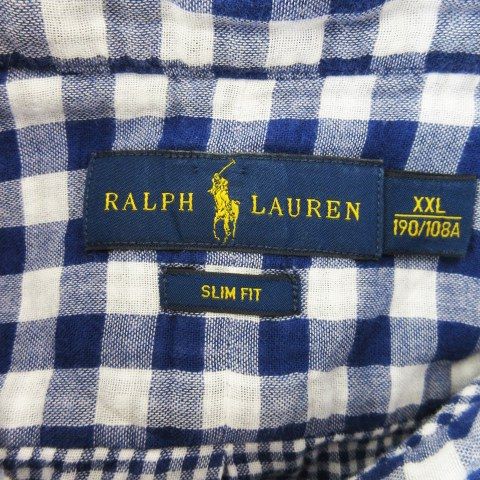 RALPH LAUREN
XXL
190/108A
SLIM FIT